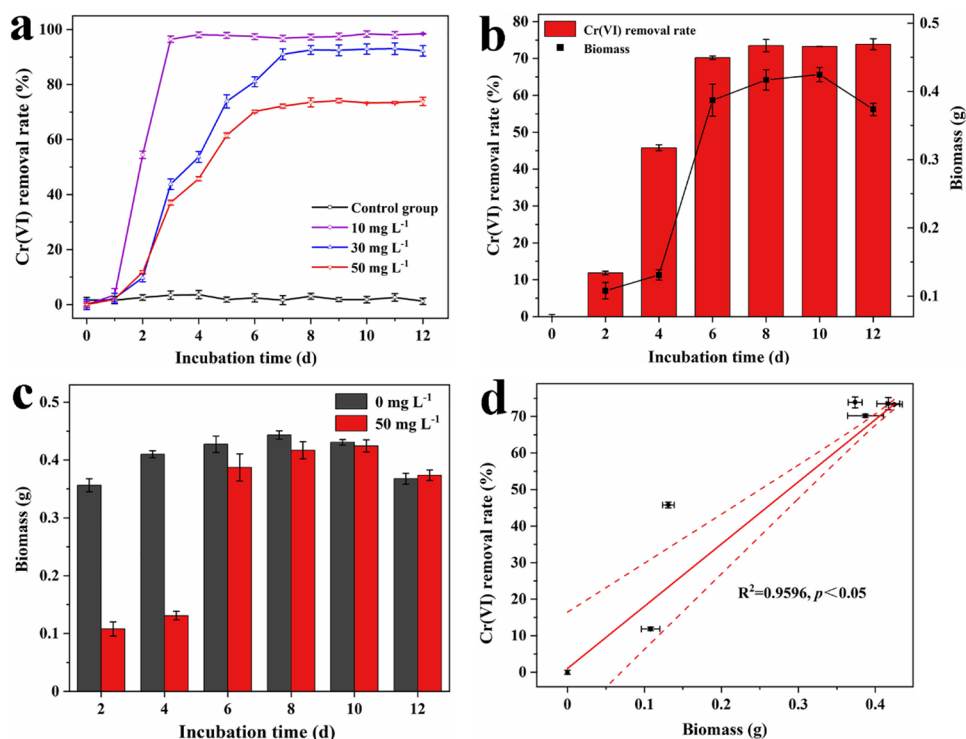 a
Cr(VI) removal rate (%)
100
80
60
40
20
0
Control group
10 mg L⁻¹
30 mg L⁻¹
50 mg L⁻¹
0 2 4 6 8 10 12
Incubation time (d)
b
Cr(VI) removal rate
Biomass
Cr(VI) removal rate (%)
80
70
60
50
40
30
20
10
0
0 2 4 6 8 10 12
Incubation time (d)
0.5
0.4
0.3
0.2
0.1
Biomass (g)
c
0 mg L⁻¹
50 mg L⁻¹
Biomass (g)
0.5
0.4
0.3
0.2
0.1
0
2 4 6 8 10 12
Incubation time (d)
d
Cr(VI) removal rate (%)
70
60
50
40
30
20
10
0
R²=0.9596, p<0.05
0 0.1 0.2 0.3 0.4
Biomass (g)